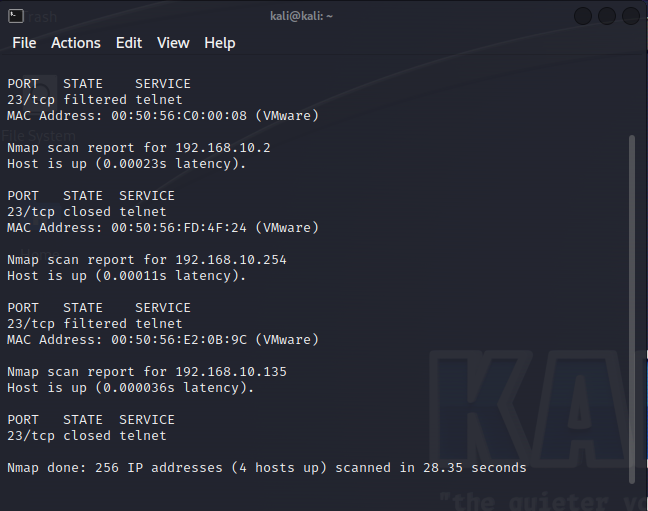 kali@kali: ~
File Actions Edit View Help
PORT STATE SERVICE
23/tcp filtered telnet
MAC Address: 00:50:56:C0:00:08 (VMware)
File System
Nmap scan report for 192.168.10.2
Host is up (0.00023s latency).
PORT STATE SERVICE
23/tcp closed telnet
MAC Address: 00:50:56:FD:4F:24 (VMware)
Nmap scan report for 192.168.10.254
Host is up (0.00011s latency).
PORT STATE SERVICE
23/tcp filtered telnet
MAC Address: 00:50:56:E2:0B:9C (VMware)
Nmap scan report for 192.168.10.135
Host is up (0.000036s latency).
PORT STATE SERVICE
23/tcp closed telnet
KA
Nmap done: 256 IP addresses (4 hosts up) scanned in 28.35 seconds
"the quieter